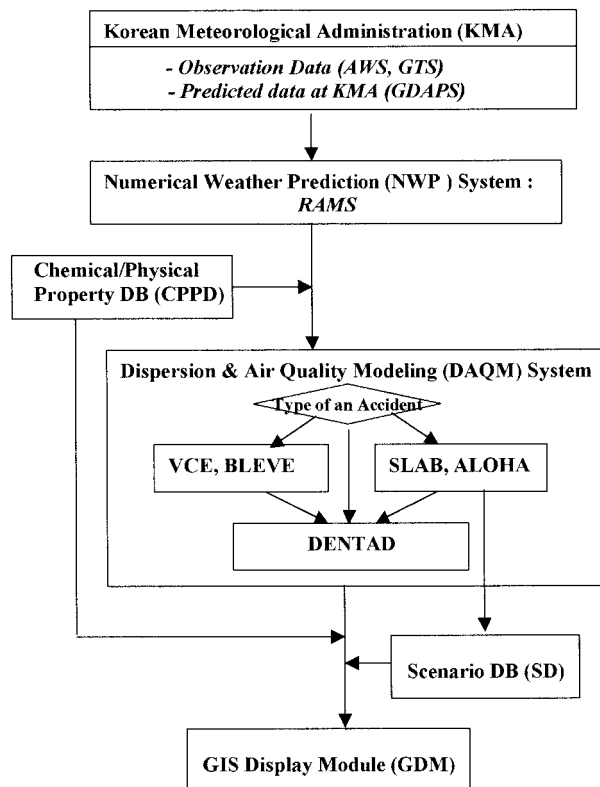 Korean Meteorological Administration (KMA)
- Observation Data (AWS, GTS)
- Predicted data at KMA (GDAPS)
Numerical Weather Prediction (NWP ) System :
RAMS
Chemical/Physical
Property DB (CPPD)
Dispersion & Air Quality Modeling (DAQM) System
Type of an Accident
VCE, BLEVE
SLAB, ALOHA
DENTAD
Scenario DB (SD)
GIS Display Module (GDM)